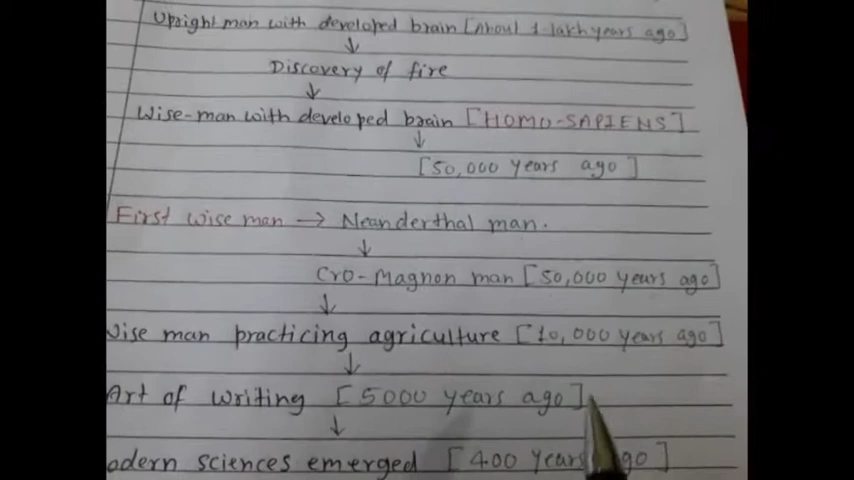 Upright man with developed brain [About 1 lakh years ago]
↓
Discovery of fire
↓
Wise-man with developed brain [HOMO-SAPIENS]
↓
[50,000 years ago]
First wise man → Neanderthal man.
↓
Cro-Magnon man [50,000 years ago]
↓
Wise man practicing agriculture [10,000 years ago]
↓
Art of writing [5000 years ago]
↓
odern sciences emerged [400 years ago]